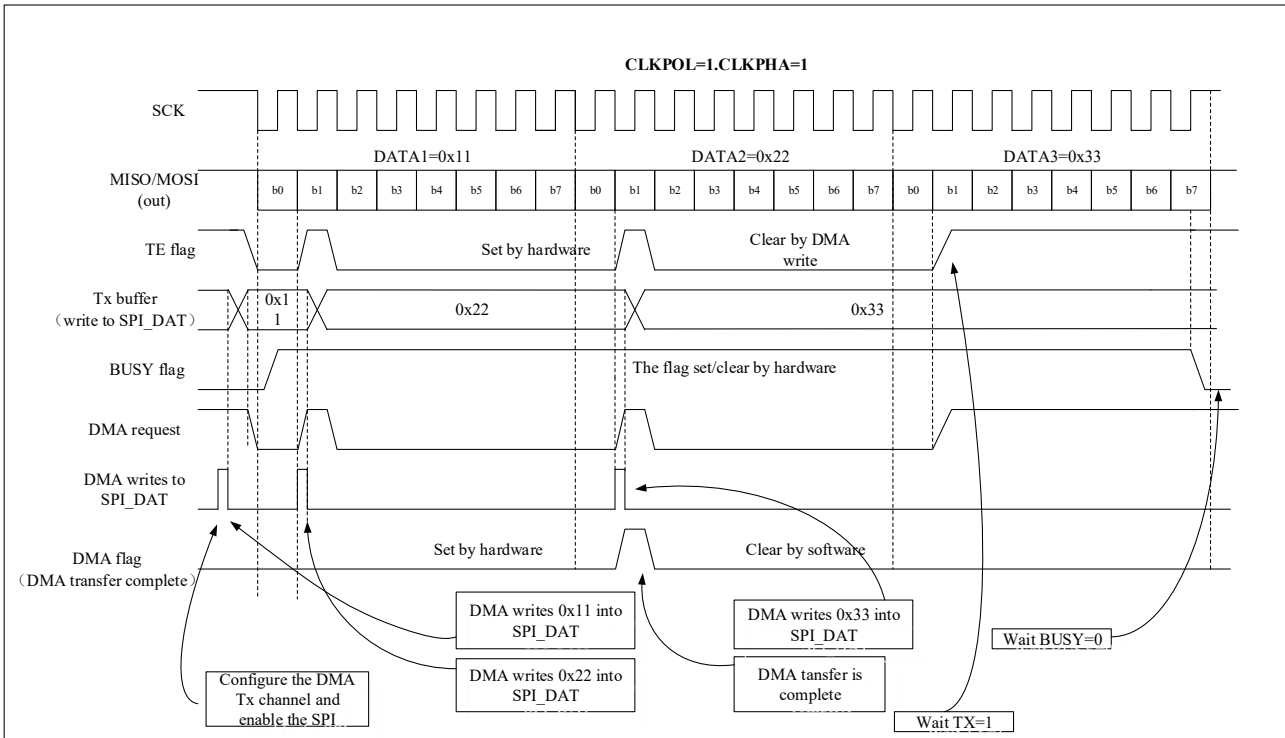 CLKPOL=1.CLKPHA=1
SCK
DATA1=0x11
DATA2=0x22
DATA3=0x33
MISO/MOSI
(out)
b0 b1 b2 b3 b4 b5 b6 b7 b0 b1 b2 b3 b4 b5 b6 b7 b0 b1 b2 b3 b4 b5 b6 b7
TE flag
Set by hardware
Clear by DMA
write
Tx buffer
（write to SPI_DAT）
0x1
1
0x22
0x33
BUSY flag
The flag set/clear by hardware
DMA request
DMA writes to
SPI_DAT
DMA flag
（DMA transfer complete）
Set by hardware
Clear by software
DMA writes 0x11 into
SPI_DAT
DMA writes 0x33 into
SPI_DAT
Wait BUSY=0
Configure the DMA
Tx channel and
enable the SPI
DMA writes 0x22 into
SPI_DAT
DMA tansfer is
complete
Wait TX=1